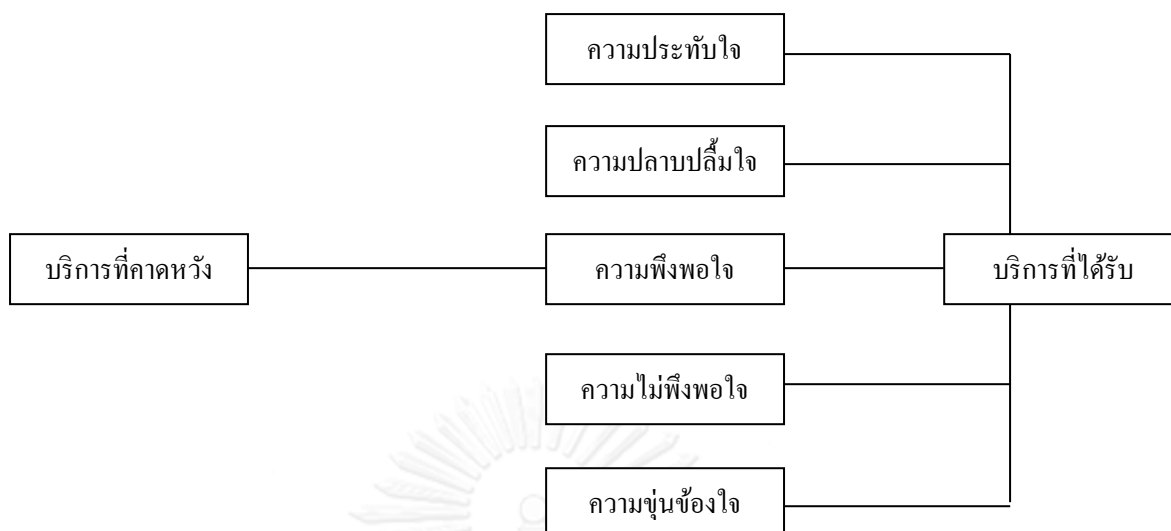 ความประทับใจ
ความปลาบปลื้มใจ
บริการที่คาดหวัง
ความพึงพอใจ
บริการที่ได้รับ
ความไม่พึงพอใจ
ความขุ่นข้องใจ